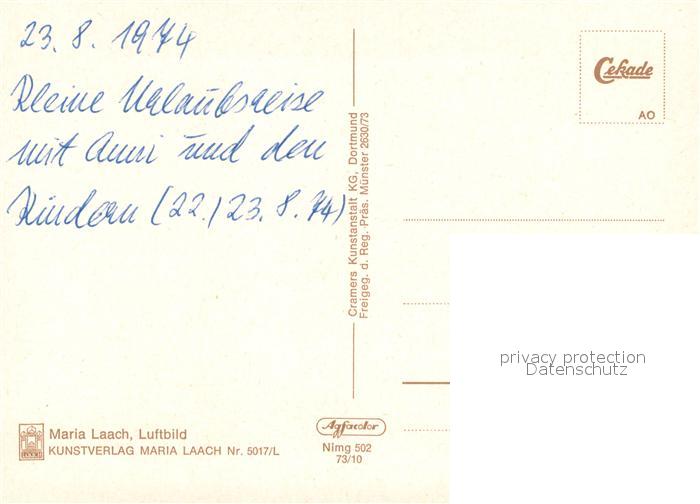 23. 8. 1974
Kleine Urlaubsreise
mit Anni und den
Kindern (22./23. 8. 74)
Cramers Kunstanstalt KG, Dortmund
Freigeg. d. Reg.-Präs. Münster 2630/73
Cekade
AO
privacy protection
Datenschutz
LAACH
Maria Laach, Luftbild
KUNSTVERLAG MARIA LAACH Nr. 5017/L
Agfacolor
Nimg 502
73/10